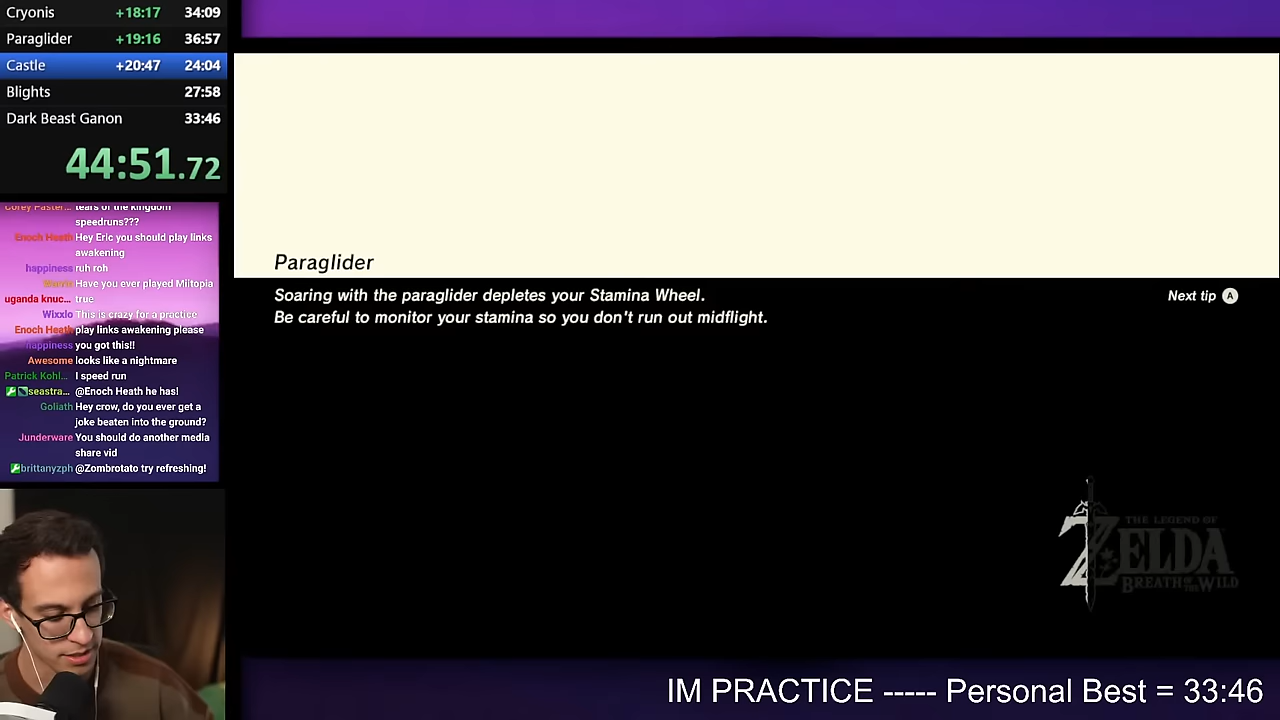 Cryonis +18:17 34:09
Paraglider +19:16 36:57
Castle +20:47 24:04
Blights 27:58
Dark Beast Ganon 33:46
44:51.72
tears of the kingdom
speedruns???
Enoch Heath Hey Eric you should play links
awakening
happiness ruh roh
Have you ever played Miitopia
uganda knuc... true
Wixxlo This is crazy for a practice
Enoch Heath play links awakening please
happiness you got this!!
Awesome looks like a nightmare
Patrick Kohl... I speed run
seastra... @Enoch Heath he has!
Goliath Hey crow, do you ever get a
joke beaten into the ground?
Junderware You should do another media
share vid
brittanyzph @Zombrotato try refreshing!
Paraglider
Soaring with the paraglider depletes your Stamina Wheel.
Be careful to monitor your stamina so you don't run out midflight.
Next tip A
THE LEGEND OF
ZELDA
BREATH OF THE WILD
IM PRACTICE ----- Personal Best = 33:46